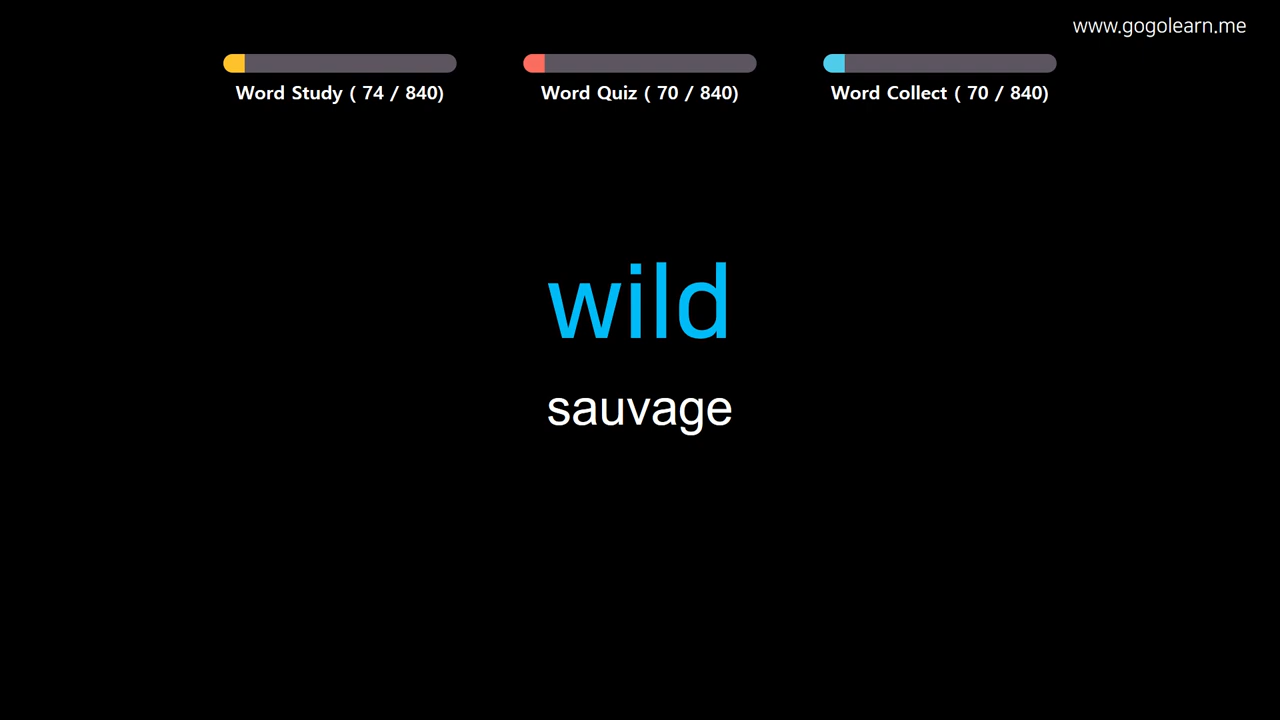 www.gogolearn.me
Word Study ( 74 / 840)
Word Quiz ( 70 / 840)
Word Collect ( 70 / 840)
wild
sauvage